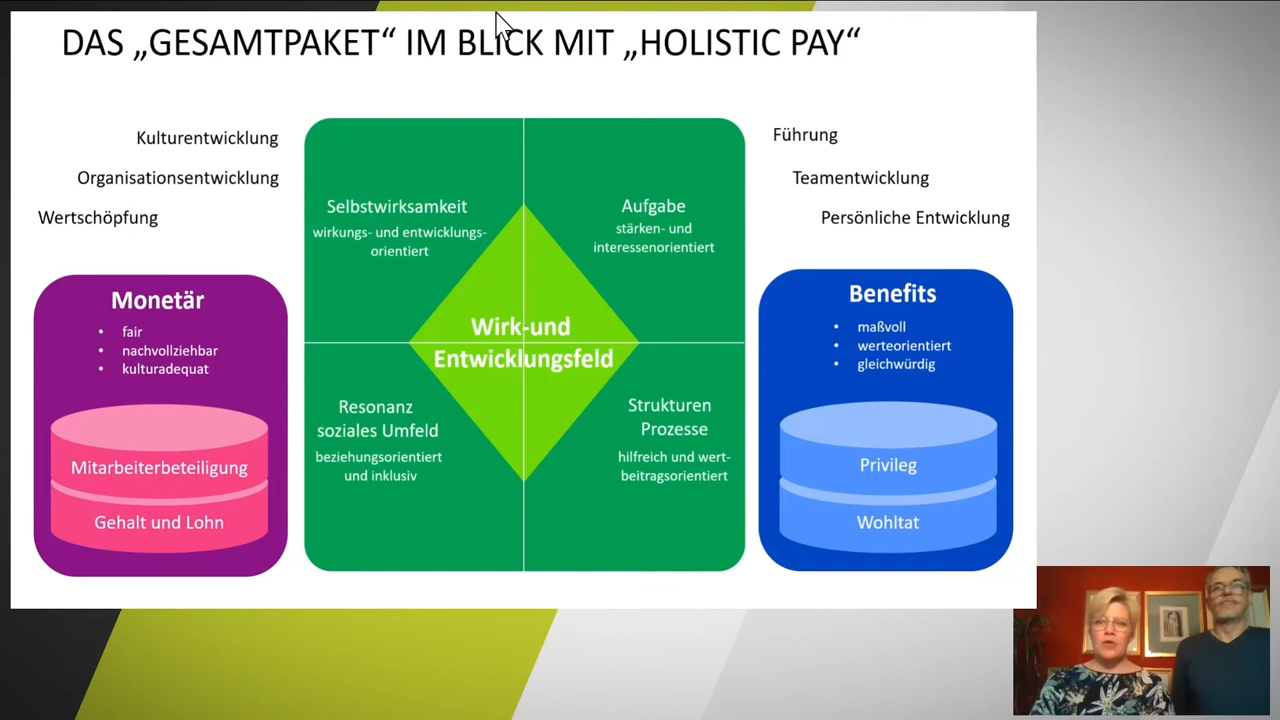 DAS „GESAMTPAKET“ IM BLICK MIT „HOLISTIC PAY“
Kulturentwicklung
Organisationsentwicklung
Wertschöpfung
Führung
Teamentwicklung
Persönliche Entwicklung
Monetär
• fair
• nachvollziehbar
• kulturadequat
Mitarbeiterbeteiligung
Gehalt und Lohn
Selbstwirksamkeit
wirkungs- und entwicklungs-
orientiert
Aufgabe
stärken- und
interessenorientiert
Wirk-und
Entwicklungsfeld
Resonanz
soziales Umfeld
beziehungsorientiert
und inklusiv
Strukturen
Prozesse
hilfreich und wert-
beitragsorientiert
Benefits
• maßvoll
• werteorientiert
• gleichwürdig
Privileg
Wohltat